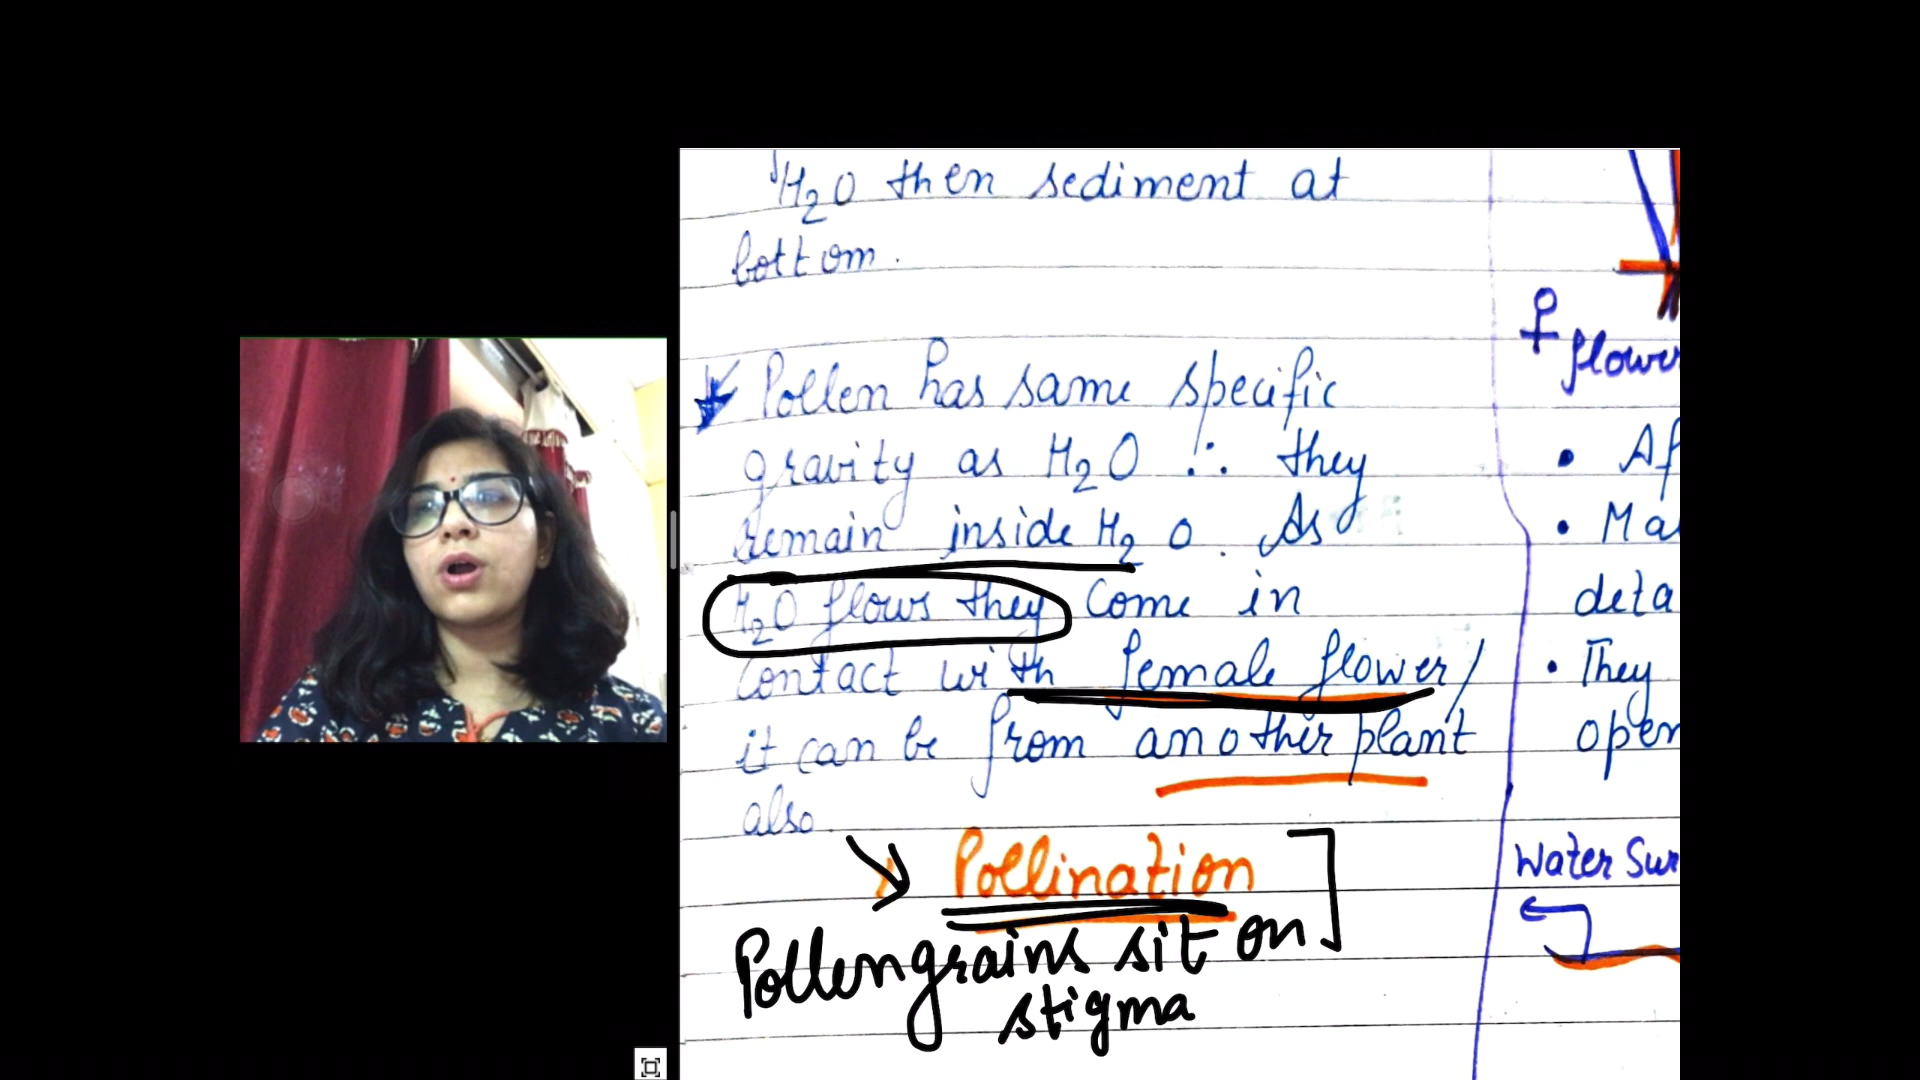 H₂O then sediment at
bottom.
Pollen has same specific
gravity as H₂O ∴ they
remain inside H₂O. As
H₂O flows they come in
contact with female flower/
it can be from another plant
also
Pollination
Pollengrains sit on
stigma
♀
flower
• Af
• Mas
deta
• They
open
Water Sur